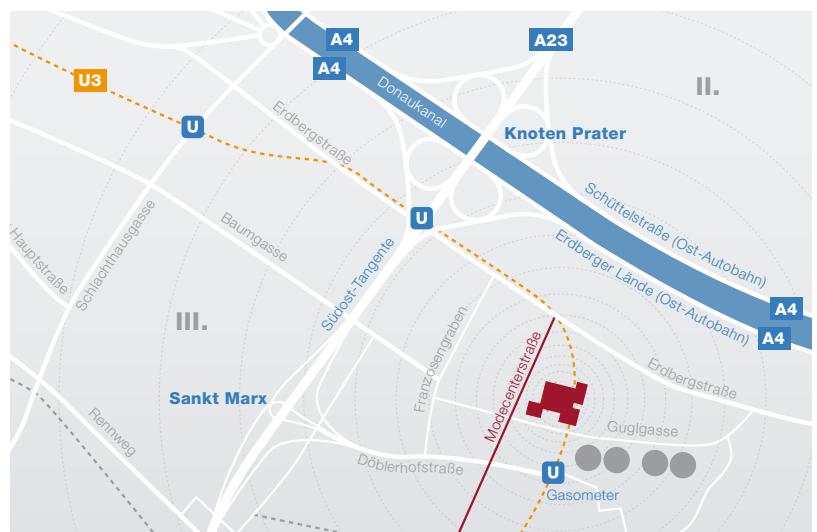 A4
A23
A4
U3
II.
Donaukanal
Erdbergstraße
U
Knoten Prater
Schüttelstraße (Ost-Autobahn)
Hauptstraße
Schlachthausgasse
Baumgasse
U
Südost-Tangente
Erdberger Lände (Ost-Autobahn)
A4
III.
A4
Franzosengraben
Modecenterstraße
Erdbergstraße
Sankt Marx
Rennweg
Guglgasse
Döblerhofstraße
U
Gasometer